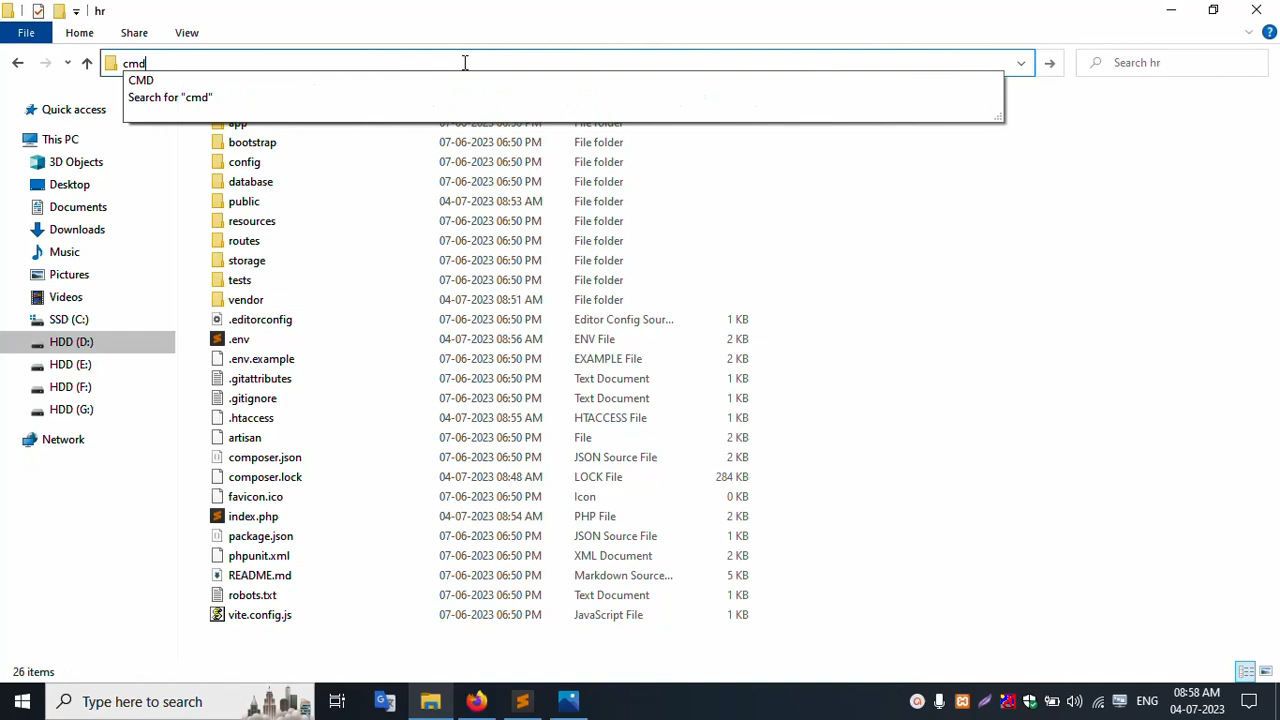 hr
File Home Share View
cmd
Search hr
CMD
Search for "cmd"
Quick access
This PC
3D Objects
Desktop
Documents
Downloads
Music
Pictures
Videos
SSD (C:)
HDD (D:)
HDD (E:)
HDD (F:)
HDD (G:)
Network
app 07-06-2023 06:50 PM File folder
bootstrap 07-06-2023 06:50 PM File folder
config 07-06-2023 06:50 PM File folder
database 07-06-2023 06:50 PM File folder
public 04-07-2023 08:53 AM File folder
resources 07-06-2023 06:50 PM File folder
routes 07-06-2023 06:50 PM File folder
storage 07-06-2023 06:50 PM File folder
tests 07-06-2023 06:50 PM File folder
vendor 04-07-2023 08:51 AM File folder
.editorconfig 07-06-2023 06:50 PM Editor Config Sour... 1 KB
.env 04-07-2023 08:56 AM ENV File 2 KB
.env.example 07-06-2023 06:50 PM EXAMPLE File 2 KB
.gitattributes 07-06-2023 06:50 PM Text Document 1 KB
.gitignore 07-06-2023 06:50 PM Text Document 1 KB
.htaccess 04-07-2023 08:55 AM HTACCESS File 1 KB
artisan 07-06-2023 06:50 PM File 2 KB
composer.json 07-06-2023 06:50 PM JSON Source File 2 KB
composer.lock 04-07-2023 08:48 AM LOCK File 284 KB
favicon.ico 07-06-2023 06:50 PM Icon 0 KB
index.php 04-07-2023 08:54 AM PHP File 2 KB
package.json 07-06-2023 06:50 PM JSON Source File 1 KB
phpunit.xml 07-06-2023 06:50 PM XML Document 2 KB
README.md 07-06-2023 06:50 PM Markdown Source... 5 KB
robots.txt 07-06-2023 06:50 PM Text Document 1 KB
vite.config.js 07-06-2023 06:50 PM JavaScript File 1 KB
26 items
Type here to search
ENG
08:58 AM
04-07-2023